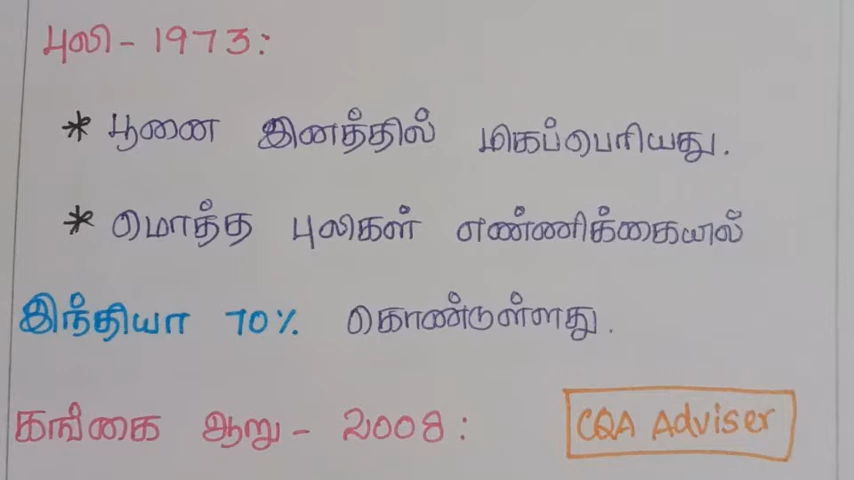 புலி - 1973:
* பூனை இனத்தில் மிகப்பெரியது.
* மொத்த புலிகள் எண்ணிக்கையில்
இந்தியா 70% கொண்டுள்ளது.
கங்கை ஆறு - 2008:
CQA Adviser